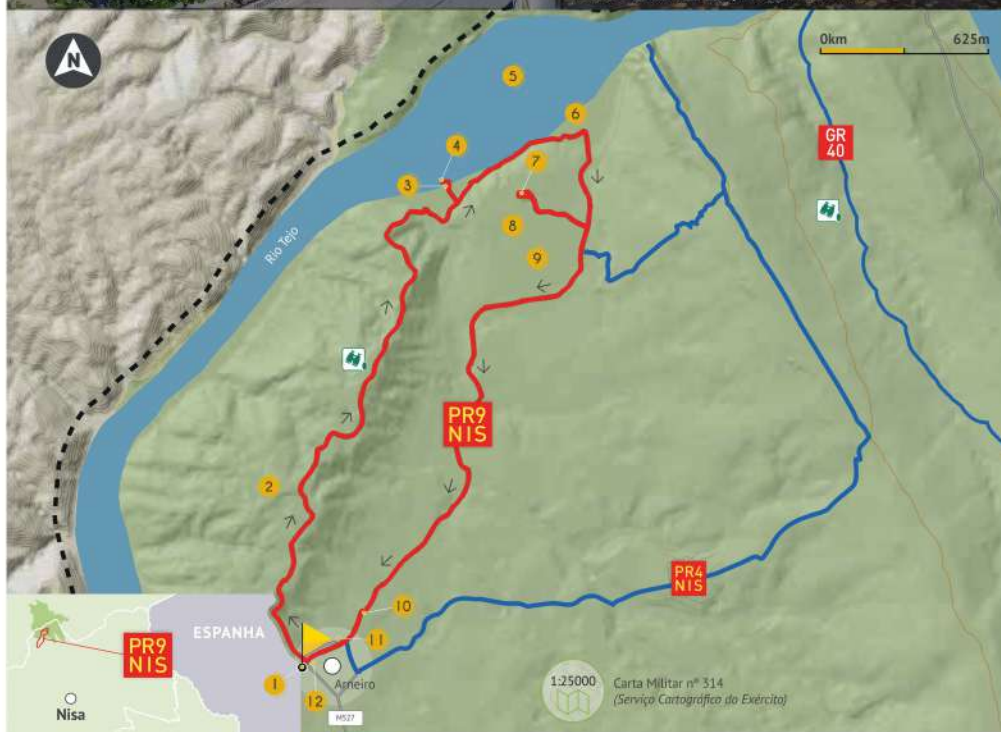 N
0km 625m
5
6
4
GR
40
7
3
8
Rio Tejo
9
PR9
NIS
2
PR4
NIS
10
ESPANHA
PR9
NIS
11
1
Arneiro
12
1:25000
Carta Militar nº 314
(Serviço Cartográfico do Exército)
Nisa
M527